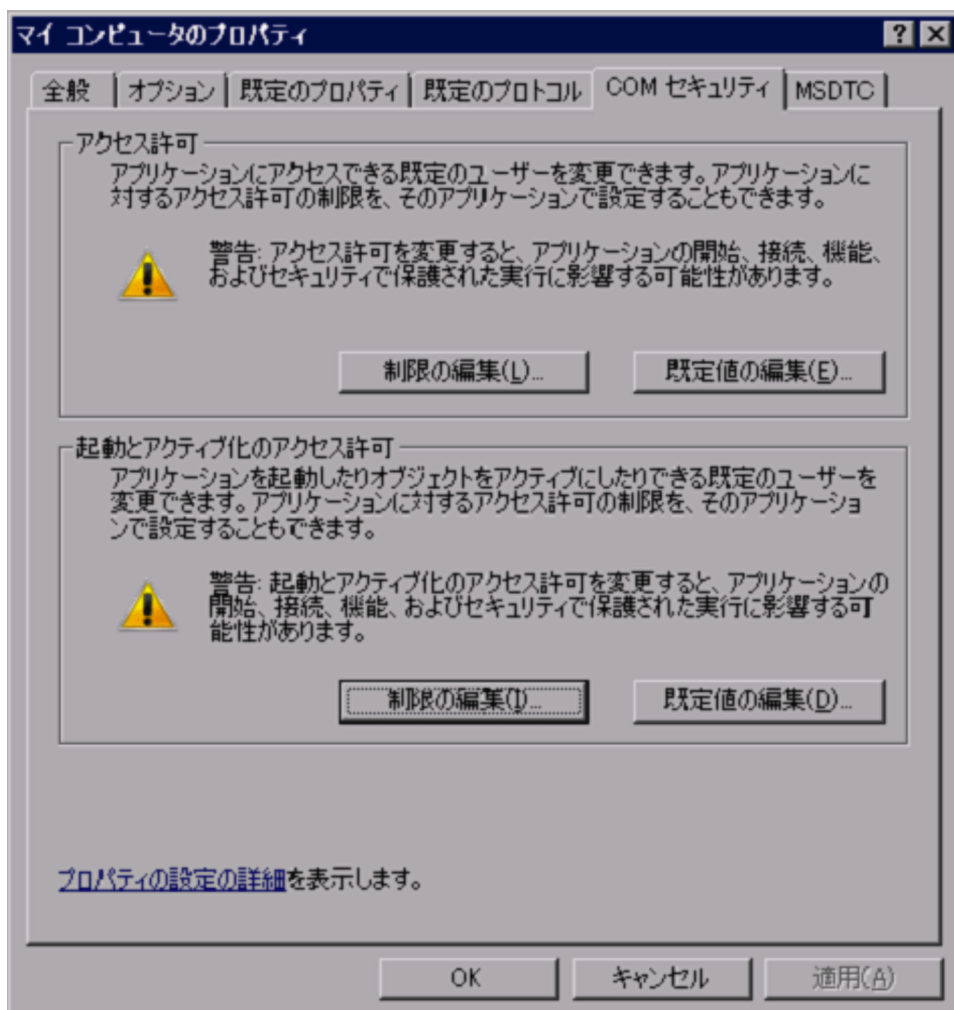 マイ コンピュータのプロパティ
全般 オプション 既定のプロパティ 既定のプロトコル COM セキュリティ MSDTC
アクセス許可
アプリケーションにアクセスできる既定のユーザーを変更できます。アプリケーションに
対するアクセス許可の制限を、そのアプリケーションで設定することもできます。
警告: アクセス許可を変更すると、アプリケーションの開始、接続、機能、
およびセキュリティで保護された実行に影響する可能性があります。
制限の編集(L)... 既定値の編集(E)...
起動とアクティブ化のアクセス許可
アプリケーションを起動したりオブジェクトをアクティブにしたりできる既定のユーザーを
変更できます。アプリケーションに対するアクセス許可の制限を、そのアプリケーショ
ンで設定することもできます。
警告: 起動とアクティブ化のアクセス許可を変更すると、アプリケーションの
開始、接続、機能、およびセキュリティで保護された実行に影響する可
能性があります。
制限の編集(I)... 既定値の編集(D)...
プロパティの設定の詳細を表示します。
OK キャンセル 適用(A)